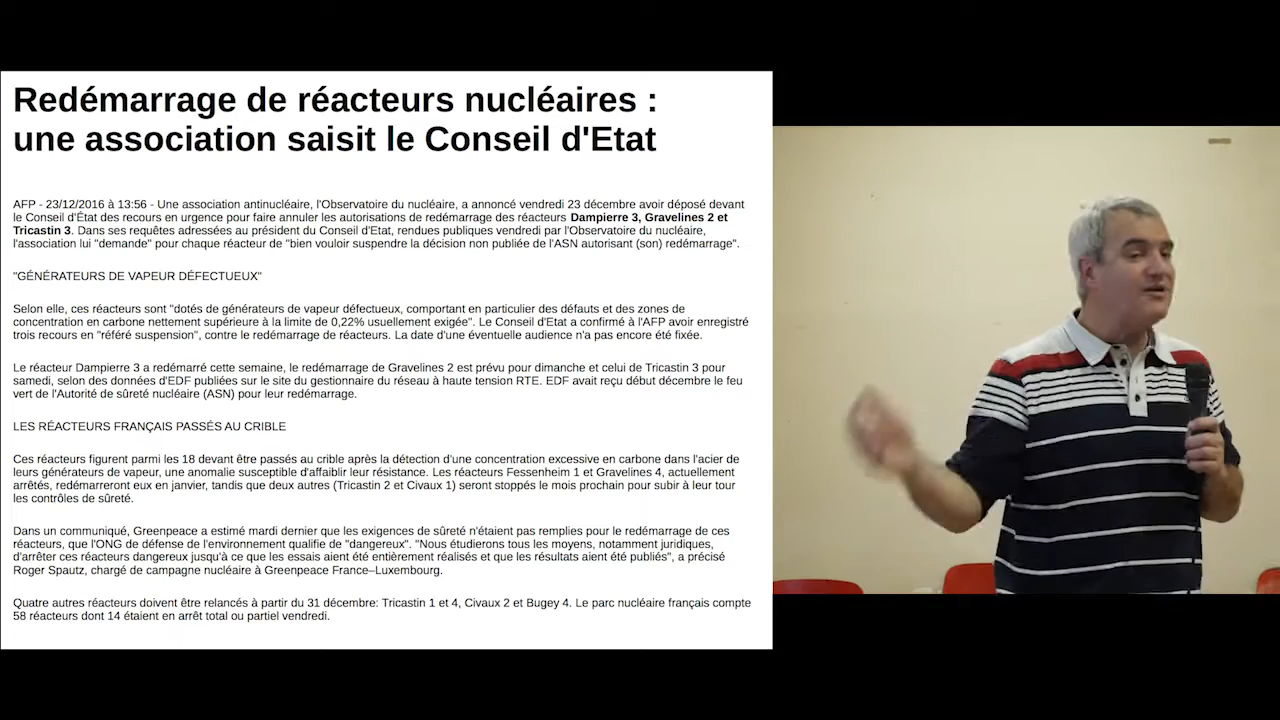 Redémarrage de réacteurs nucléaires :
une association saisit le Conseil d'Etat
AFP - 23/12/2016 à 13:56 - Une association antinucléaire, l'Observatoire du nucléaire, a annoncé vendredi 23 décembre avoir déposé devant
le Conseil d'État des recours en urgence pour faire annuler les autorisations de redémarrage des réacteurs Dampierre 3, Gravelines 2 et
Tricastin 3. Dans ses requêtes adressées au président du Conseil d'Etat, rendues publiques vendredi par l'Observatoire du nucléaire,
l'association lui "demande" pour chaque réacteur de "bien vouloir suspendre la décision non publiée de l'ASN autorisant (son) redémarrage".
"GÉNÉRATEURS DE VAPEUR DÉFECTUEUX"
Selon elle, ces réacteurs sont "dotés de générateurs de vapeur défectueux, comportant en particulier des défauts et des zones de
concentration en carbone nettement supérieure à la limite de 0,22% usuellement exigée". Le Conseil d'Etat a confirmé à l'AFP avoir enregistré
trois recours en "référé suspension", contre le redémarrage de réacteurs. La date d'une éventuelle audience n'a pas encore été fixée.
Le réacteur Dampierre 3 a redémarré cette semaine, le redémarrage de Gravelines 2 est prévu pour dimanche et celui de Tricastin 3 pour
samedi, selon des données d'EDF publiées sur le site du gestionnaire du réseau à haute tension RTE. EDF avait reçu début décembre le feu
vert de l'Autorité de sûreté nucléaire (ASN) pour leur redémarrage.
LES RÉACTEURS FRANÇAIS PASSÉS AU CRIBLE
Ces réacteurs figurent parmi les 18 devant être passés au crible après la détection d'une concentration excessive en carbone dans l'acier de
leurs générateurs de vapeur, une anomalie susceptible d'affaiblir leur résistance. Les réacteurs Fessenheim 1 et Gravelines 4, actuellement
arrêtés, redémarreront eux en janvier, tandis que deux autres (Tricastin 2 et Civaux 1) seront stoppés le mois prochain pour subir à leur tour
les contrôles de sûreté.
Dans un communiqué, Greenpeace a estimé mardi dernier que les exigences de sûreté n'étaient pas remplies pour le redémarrage de ces
réacteurs, que l'ONG de défense de l'environnement qualifie de "dangereux". "Nous étudierons tous les moyens, notamment juridiques,
d'arrêter ces réacteurs dangereux jusqu'à ce que les essais aient été entièrement réalisés et que les résultats aient été publiés", a précisé
Roger Spautz, chargé de campagne nucléaire à Greenpeace France–Luxembourg.
Quatre autres réacteurs doivent être relancés à partir du 31 décembre: Tricastin 1 et 4, Civaux 2 et Bugey 4. Le parc nucléaire français compte
58 réacteurs dont 14 étaient en arrêt total ou partiel vendredi.